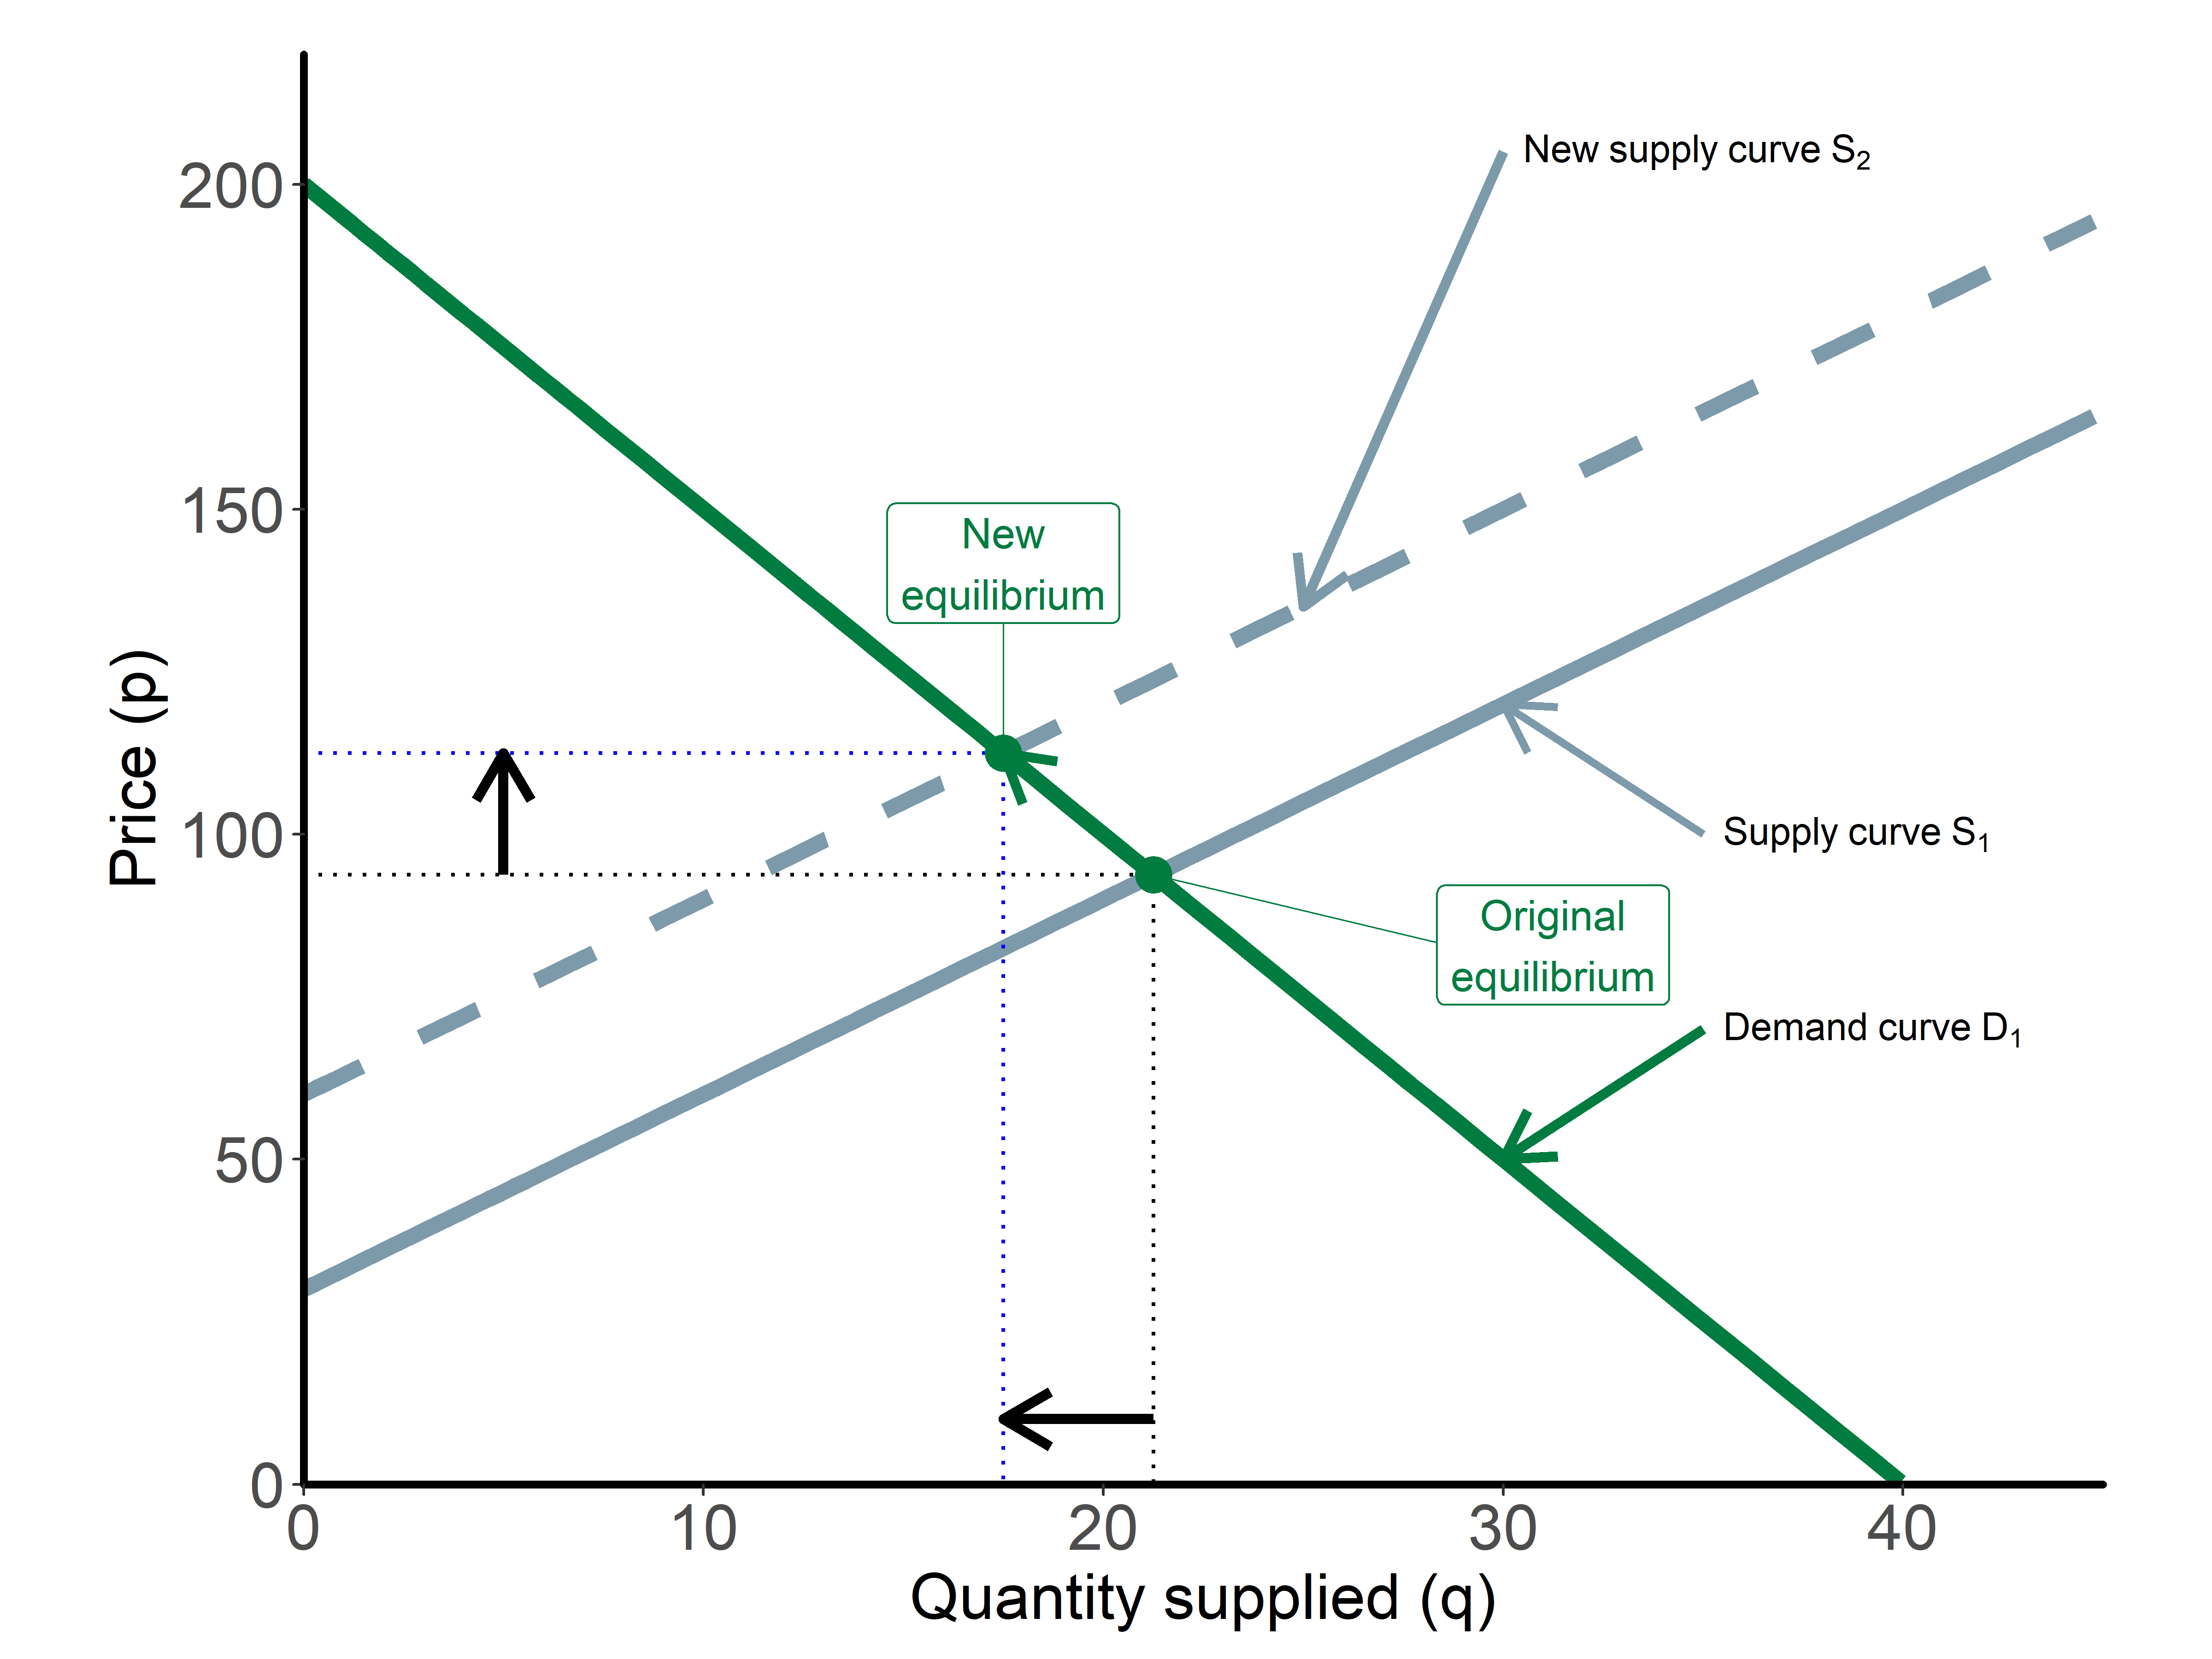 New supply curve S₂
200
150
New
equilibrium
Price (p)
100
Supply curve S₁
Original
equilibrium
Demand curve D₁
50
0
0 10 20 30 40
Quantity supplied (q)